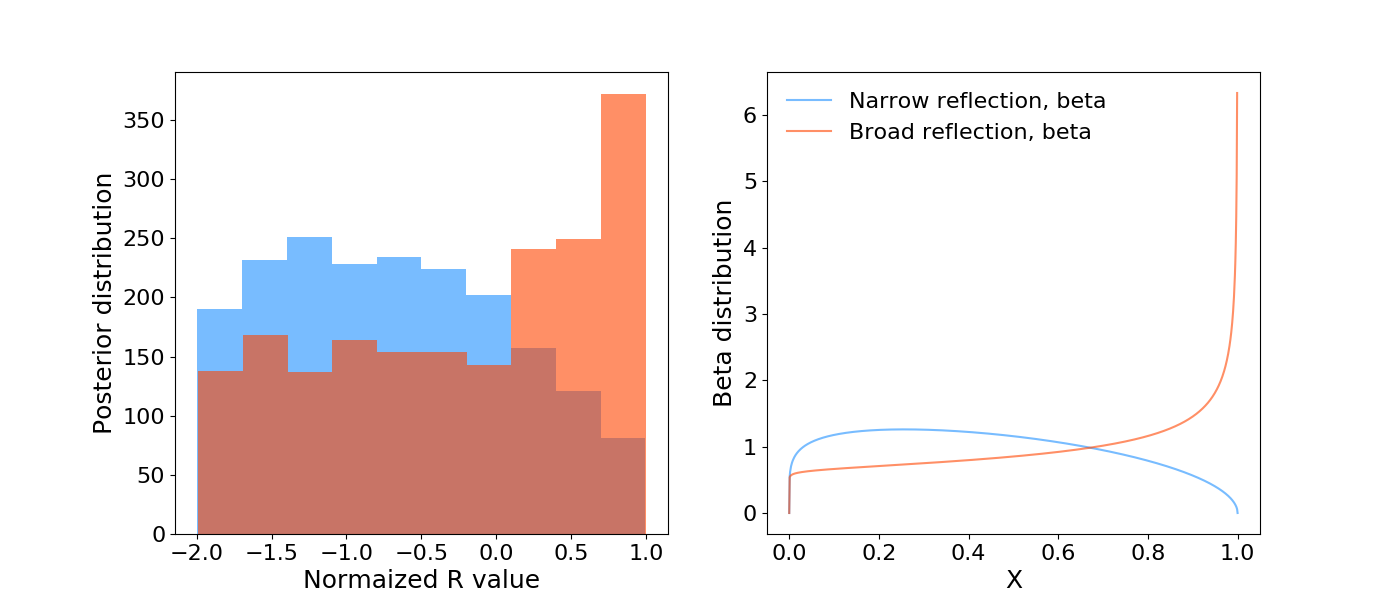 Posterior distribution
350
300
250
200
150
100
50
0
−2.0 −1.5 −1.0 −0.5 0.0 0.5 1.0
Normaized R value
Narrow reflection, beta
Broad reflection, beta
Beta distribution
6
5
4
3
2
1
0
0.0 0.2 0.4 0.6 0.8 1.0
X